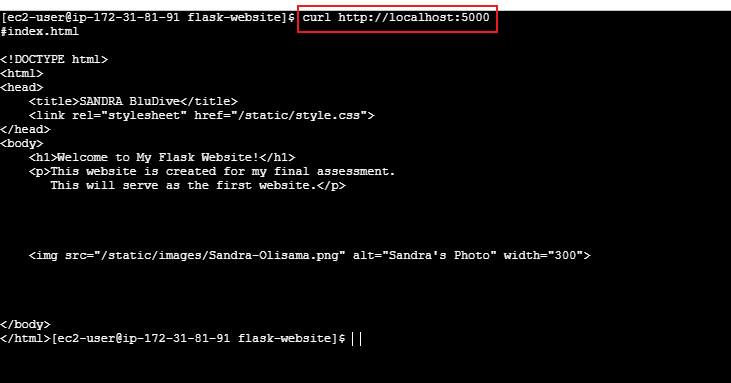 [ec2-user@ip-172-31-81-91 flask-website]$ curl http://localhost:5000
#index.html
<!DOCTYPE html>
<html>
<head>
    <title>SANDRA BluDive</title>
    <link rel="stylesheet" href="/static/style.css">
</head>
<body>
    <h1>Welcome to My Flask Website!</h1>
    <p>This website is created for my final assessment.
       This will serve as the first website.</p>
    <img src="/static/images/Sandra-Olisama.png" alt="Sandra's Photo" width="300">
</body>
</html>[ec2-user@ip-172-31-81-91 flask-website]$